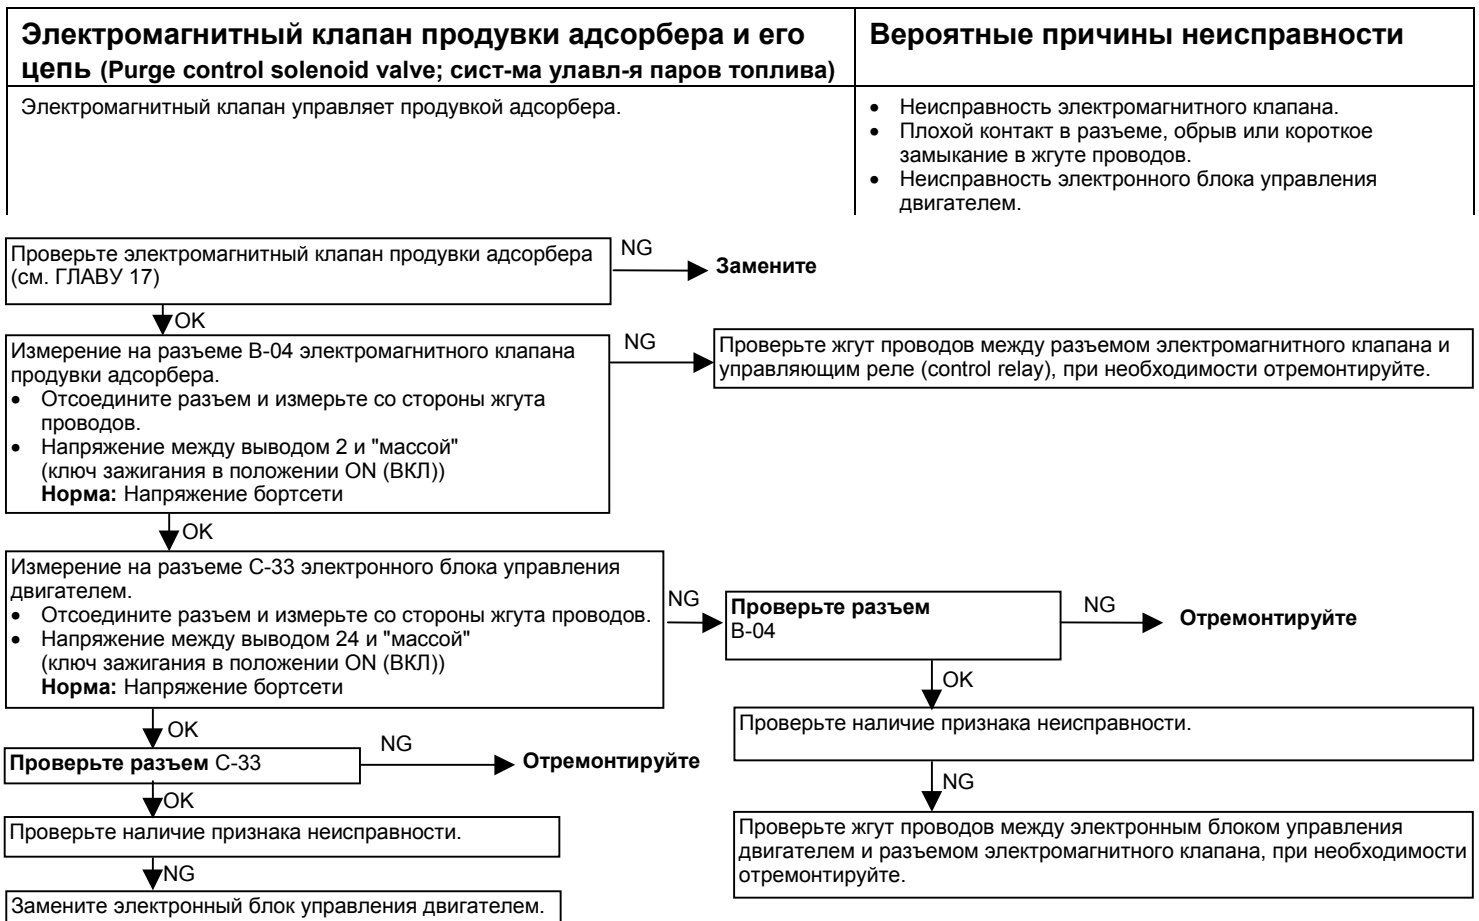 Электромагнитный клапан продувки адсорбера и его
цепь (Purge control solenoid valve; сист-ма улавл-я паров топлива)
Вероятные причины неисправности
Электромагнитный клапан управляет продувкой адсорбера.
• Неисправность электромагнитного клапана.
• Плохой контакт в разъеме, обрыв или короткое
замыкание в жгуте проводов.
• Неисправность электронного блока управления
двигателем.
Проверьте электромагнитный клапан продувки адсорбера
(см. ГЛАВУ 17)
NG
Замените
OK
Измерение на разъеме B-04 электромагнитного клапана
продувки адсорбера.
• Отсоедините разъем и измерьте со стороны жгута
проводов.
• Напряжение между выводом 2 и "массой"
(ключ зажигания в положении ON (ВКЛ))
Норма: Напряжение бортсети
NG
Проверьте жгут проводов между разъемом электромагнитного клапана и
управляющим реле (control relay), при необходимости отремонтируйте.
OK
Измерение на разъеме C-33 электронного блока управления
двигателем.
• Отсоедините разъем и измерьте со стороны жгута проводов.
• Напряжение между выводом 24 и "массой"
(ключ зажигания в положении ON (ВКЛ))
Норма: Напряжение бортсети
NG
Проверьте разъем
B-04
NG
Отремонтируйте
OK
Проверьте наличие признака неисправности.
NG
Проверьте жгут проводов между электронным блоком управления
двигателем и разъемом электромагнитного клапана, при необходимости
отремонтируйте.
OK
Проверьте разъем C-33
NG
Отремонтируйте
OK
Проверьте наличие признака неисправности.
NG
Замените электронный блок управления двигателем.